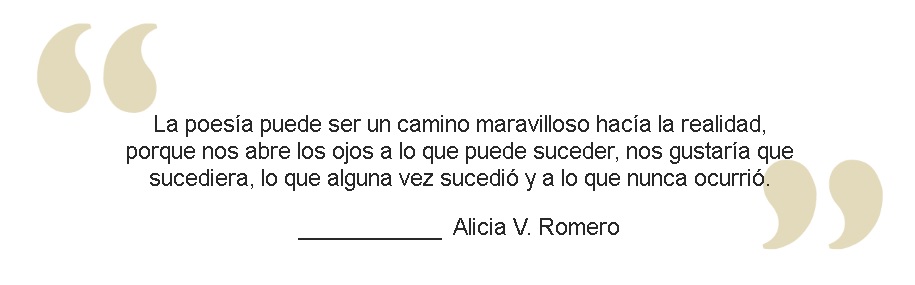 La poesía puede ser un camino maravilloso hacía la realidad,
porque nos abre los ojos a lo que puede suceder, nos gustaría que
sucediera, lo que alguna vez sucedió y a lo que nunca ocurrió.
____________ Alicia V. Romero